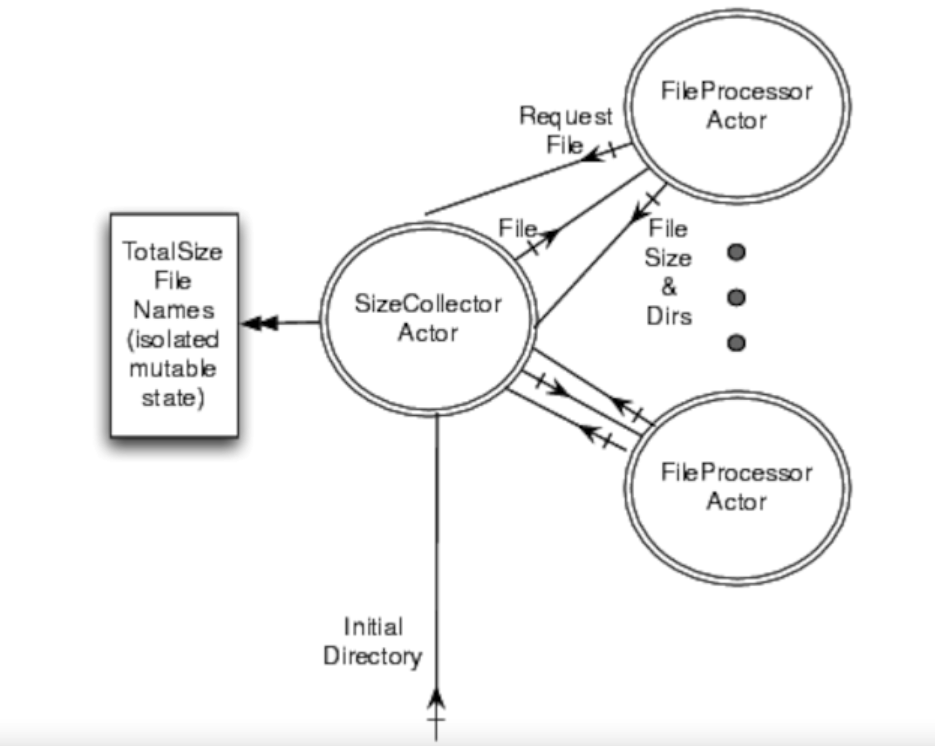 FileProcessor
Actor
Request
File
File
File
Size
&
Dirs
TotalSize
File
Names
(isolated
mutable
state)
SizeCollector
Actor
FileProcessor
Actor
Initial
Directory